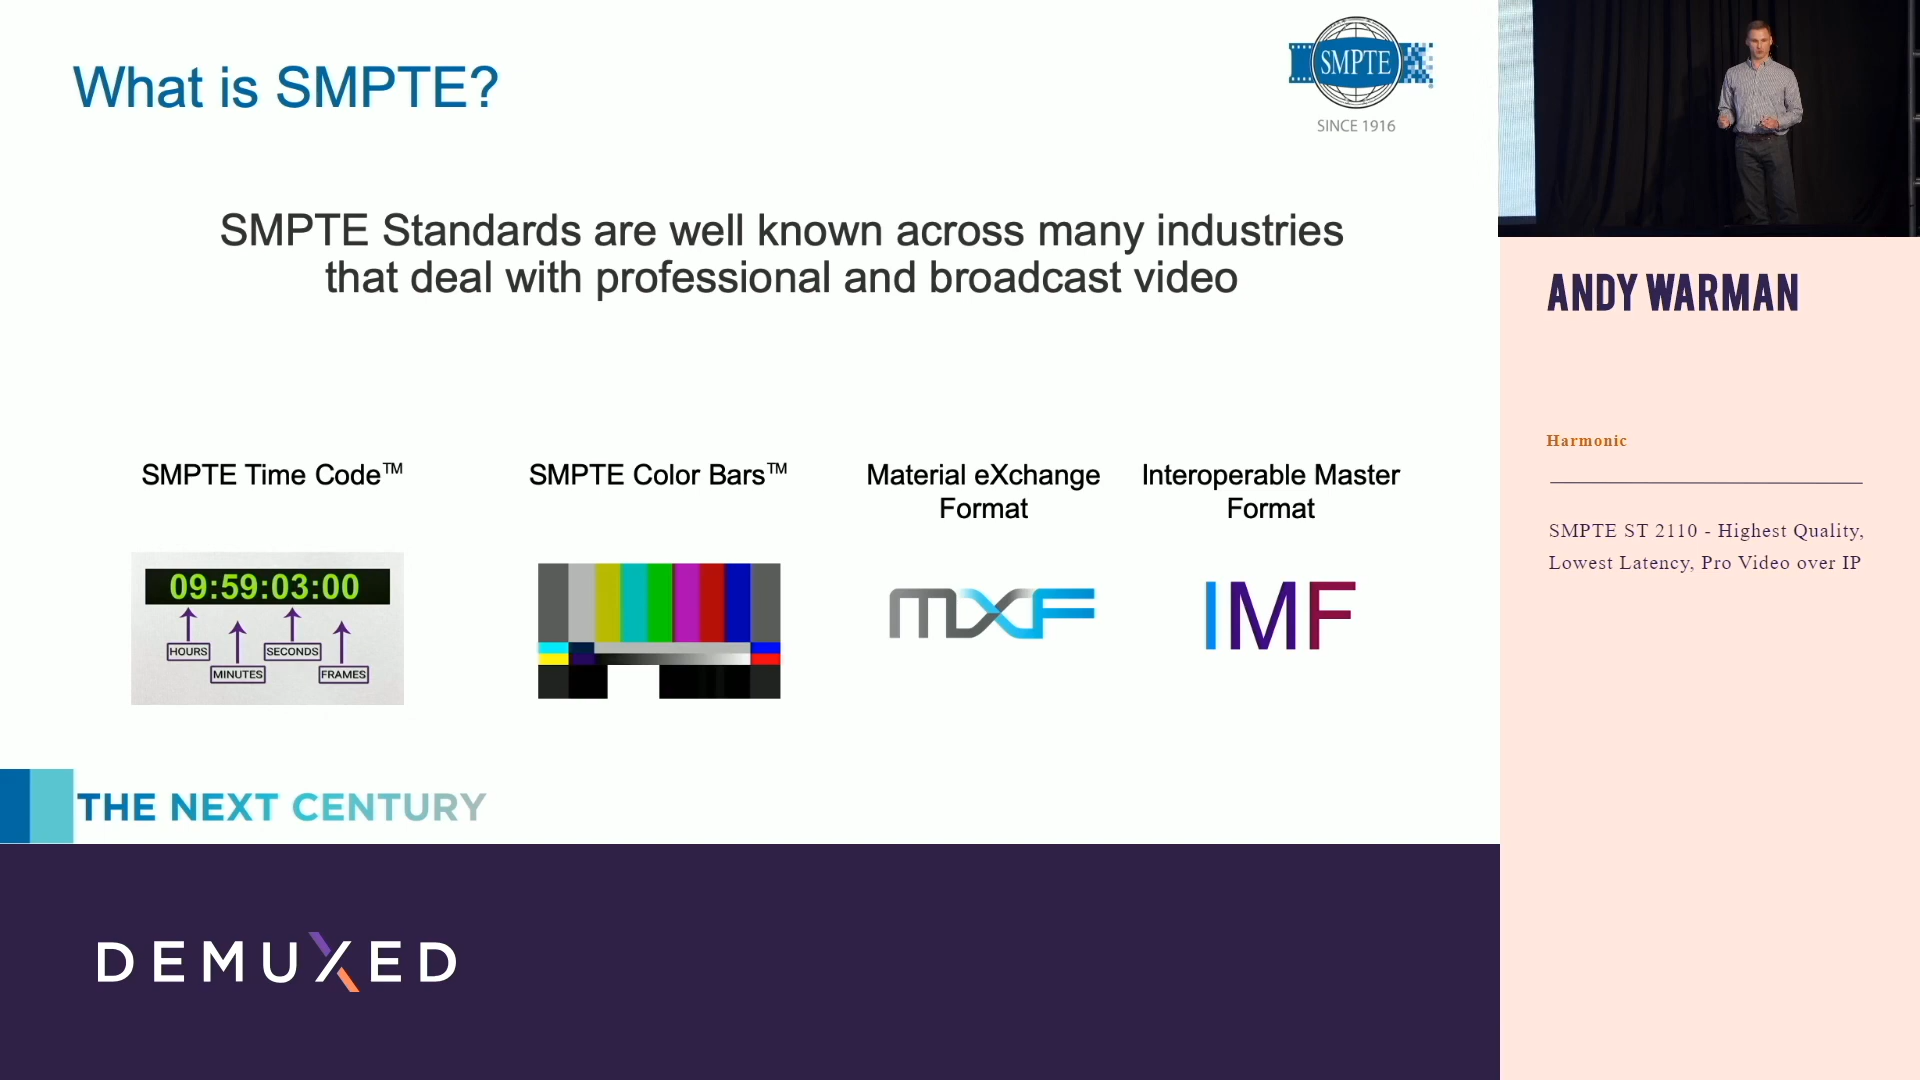 What is SMPTE?
SMPTE
SINCE 1916
SMPTE Standards are well known across many industries
that deal with professional and broadcast video
SMPTE Time Code™
SMPTE Color Bars™
Material eXchange
Format
Interoperable Master
Format
09:59:03:00
HOURS
MINUTES
SECONDS
FRAMES
MXF
IMF
THE NEXT CENTURY
DEMUXED
ANDY WARMAN
Harmonic
SMPTE ST 2110 - Highest Quality,
Lowest Latency, Pro Video over IP